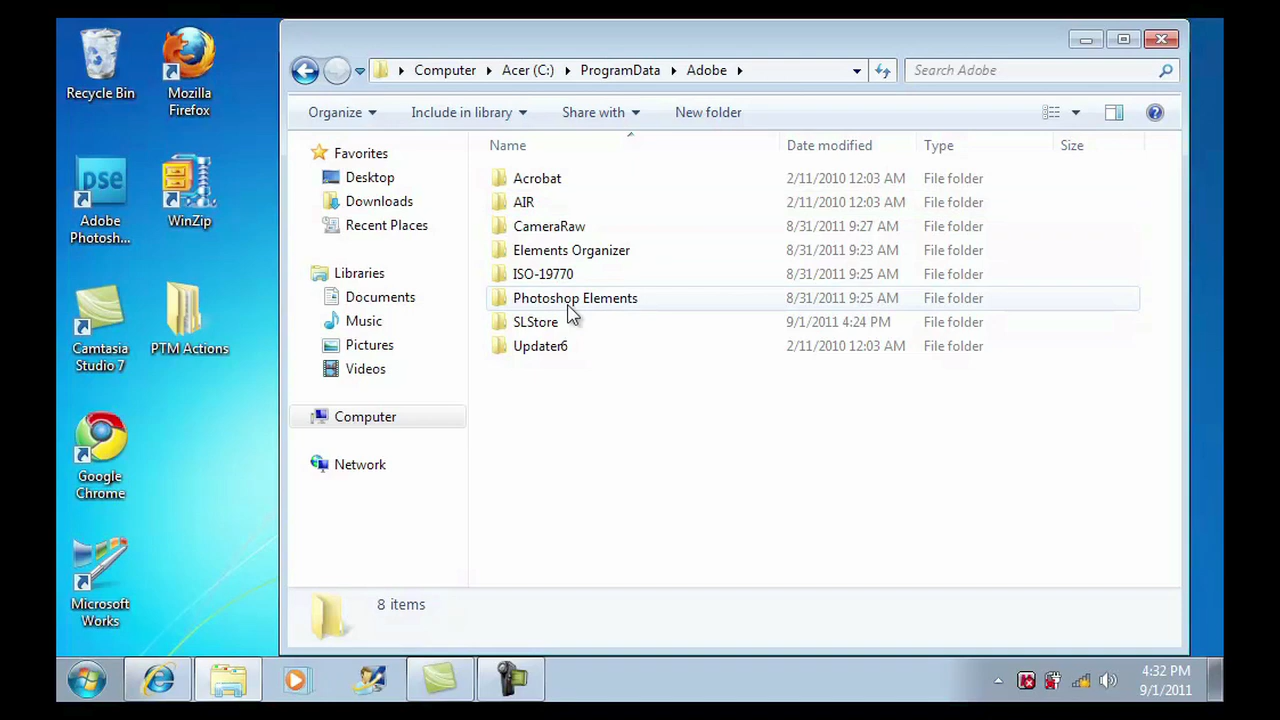 Computer Acer (C:) ProgramData Adobe
Search Adobe
Organize Include in library Share with New folder
Recycle Bin
Mozilla
Firefox
pse
Adobe
Photosh...
WinZip
Camtasia
Studio 7
PTM Actions
Google
Chrome
Microsoft
Works
Favorites
Desktop
Downloads
Recent Places
Libraries
Documents
Music
Pictures
Videos
Computer
Network
Name Date modified Type Size
Acrobat 2/11/2010 12:03 AM File folder
AIR 2/11/2010 12:03 AM File folder
CameraRaw 8/31/2011 9:27 AM File folder
Elements Organizer 8/31/2011 9:23 AM File folder
ISO-19770 8/31/2011 9:25 AM File folder
Photoshop Elements 8/31/2011 9:25 AM File folder
SLStore 9/1/2011 4:24 PM File folder
Updater6 2/11/2010 12:03 AM File folder
8 items
4:32 PM
9/1/2011